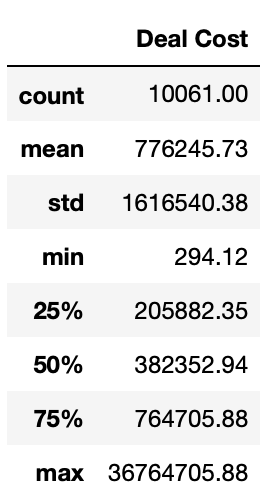 Deal Cost
count 10061.00
mean 776245.73
std 1616540.38
min 294.12
25% 205882.35
50% 382352.94
75% 764705.88
max 36764705.88